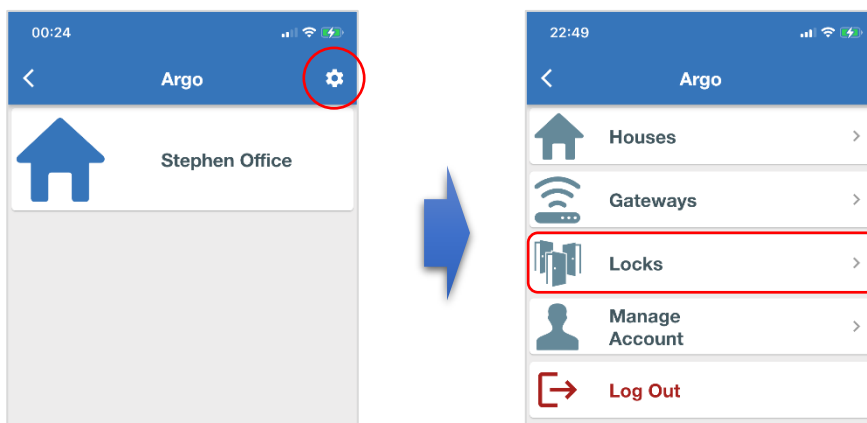 00:24
Argo
Stephen Office
22:49
Argo
Houses
Gateways
Locks
Manage
Account
Log Out